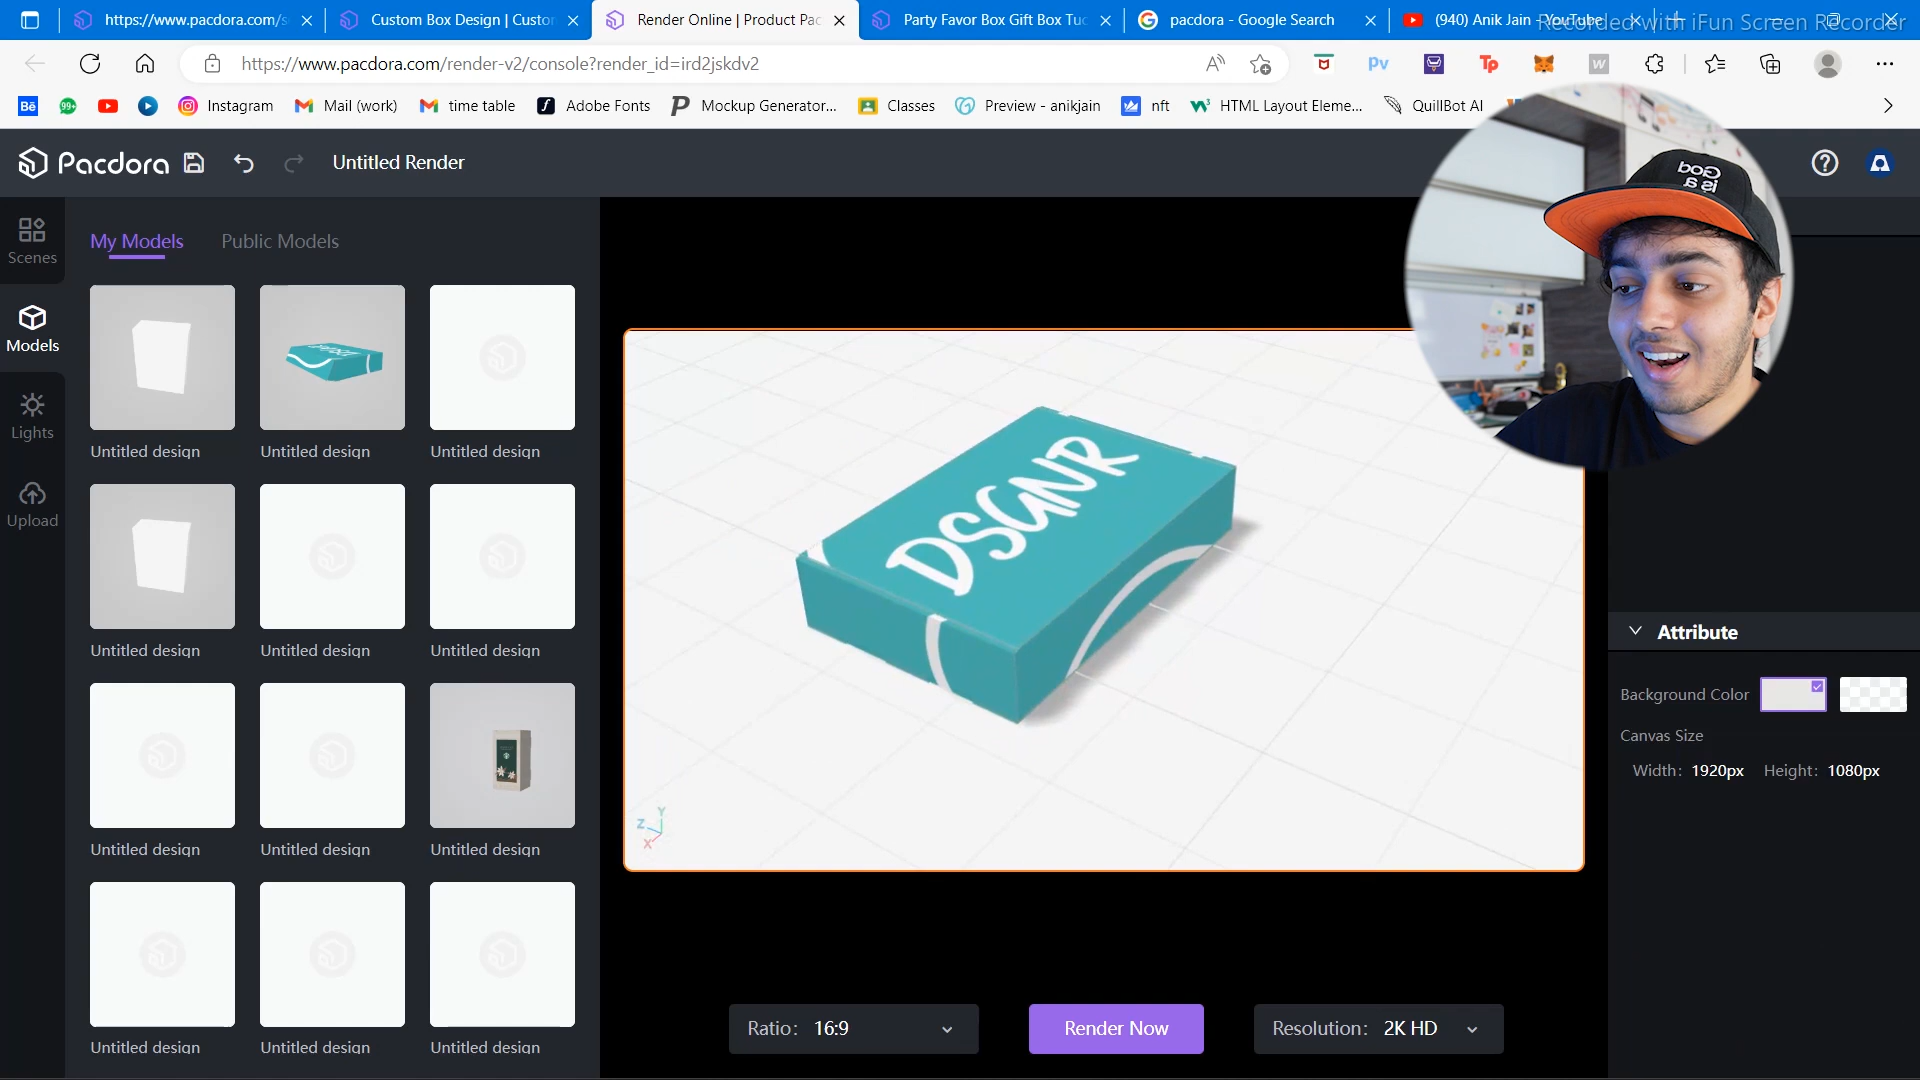 https://www.pacdora.com/s
Custom Box Design | Custor
Render Online | Product Pac
Party Favor Box Gift Box Tuc
pacdora - Google Search
(940) Anik Jain - YouTube
Recorded with iFun Screen Recorder
https://www.pacdora.com/render-v2/console?render_id=ird2jskdv2
Bē 99+ Instagram Mail (work) time table Adobe Fonts Mockup Generator... Classes Preview - anikjain nft HTML Layout Eleme... QuillBot AI
Pacdora Untitled Render
God
is a
Scenes
Models
Lights
Upload
My Models Public Models
Untitled design Untitled design Untitled design
Untitled design Untitled design Untitled design
Untitled design Untitled design Untitled design
Untitled design Untitled design Untitled design
DSGNR
Y
Z
X
Ratio: 16:9
Render Now
Resolution: 2K HD
Attribute
Background Color
Canvas Size
Width: 1920px Height: 1080px